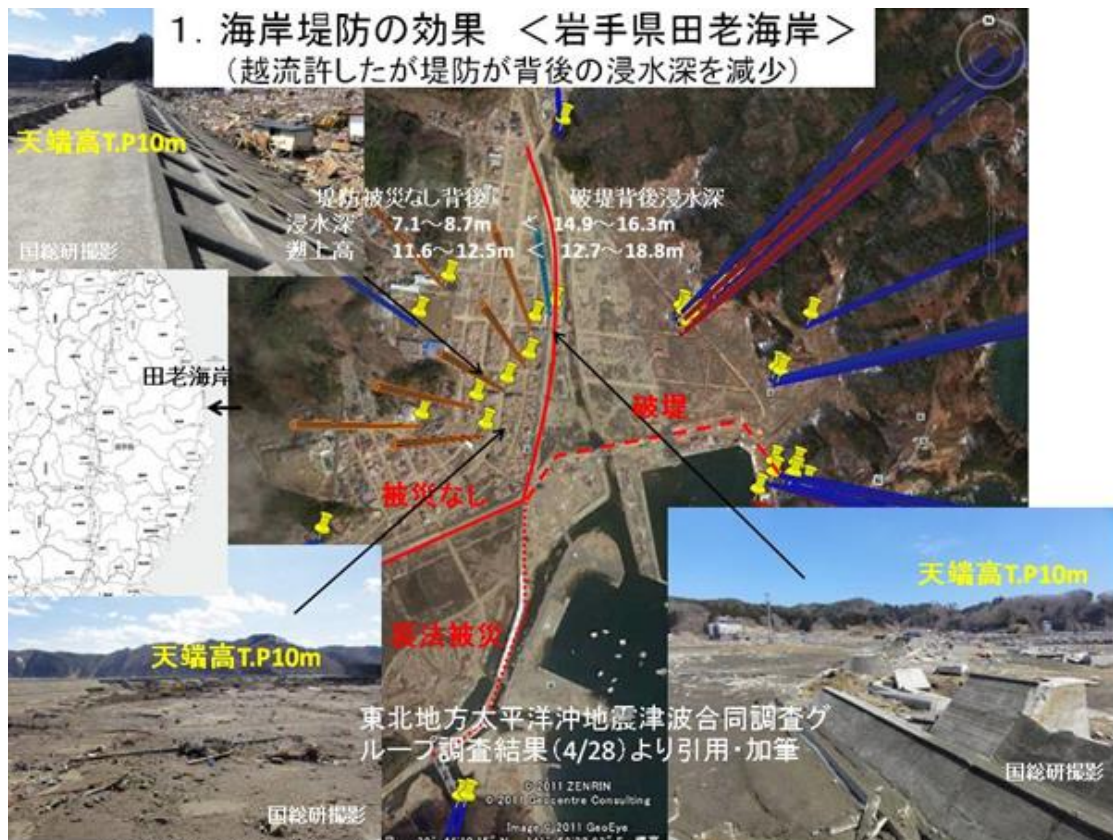 1. 海岸堤防の効果 ＜岩手県田老海岸＞
（越流許したが堤防が背後の浸水深を減少）
天端高T.P10m
国総研撮影
堤防被災なし背後 破堤背後浸水深
浸水深 7.1～8.7m ＜ 14.9～16.3m
遡上高 11.6～12.5m ＜ 12.7～18.8m
田老海岸
破堤
被災なし
裏法被災
天端高T.P10m
国総研撮影
天端高T.P10m
国総研撮影
東北地方太平洋沖地震津波合同調査グ
ループ調査結果(4/28)より引用・加筆
© 2011 ZENRIN
© 2011 Geocentre Consulting
Image © 2011 GeoEye